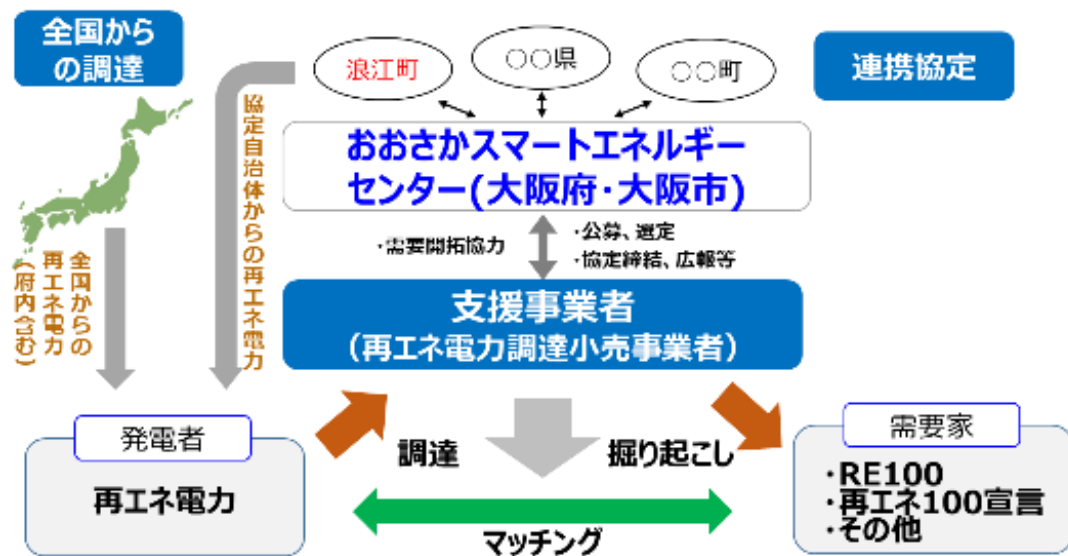 全国から
の調達
浪江町
○○県
○○町
連携協定
おおさかスマートエネルギー
センター(大阪府・大阪市)
・需要開拓協力
・公募、選定
・協定締結、広報等
協定自治体からの再エネ電力
全国からの
再エネ電力
(府内含む)
支援事業者
(再エネ電力調達小売事業者)
発電者
再エネ電力
調達
掘り起こし
マッチング
需要家
・RE100
・再エネ100宣言
・その他